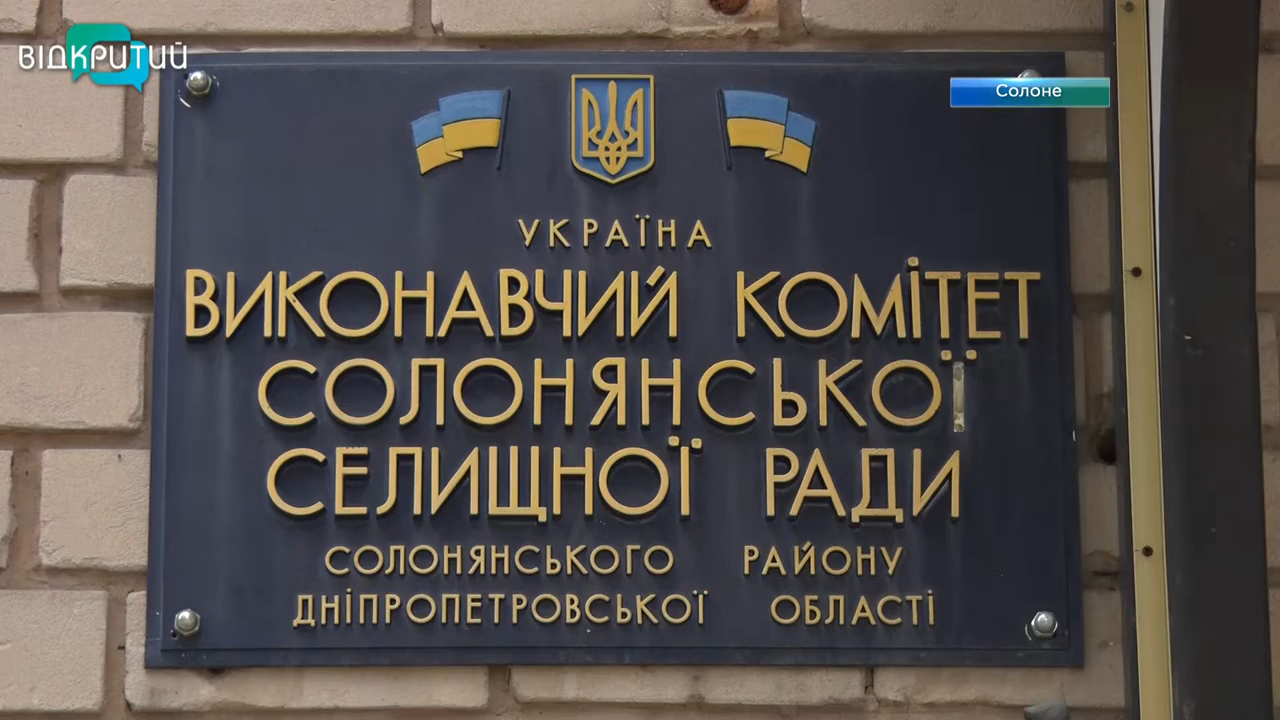 ВІДКРИТИЙ
Солоне
УКРАЇНА
ВИКОНАВЧИЙ КОМІТЕТ
СОЛОНЯНСЬКОЇ
СЕЛИЩНОЇ РАДИ
СОЛОНЯНСЬКОГО РАЙОНУ
ДНІПРОПЕТРОВСЬКОЇ ОБЛАСТІ